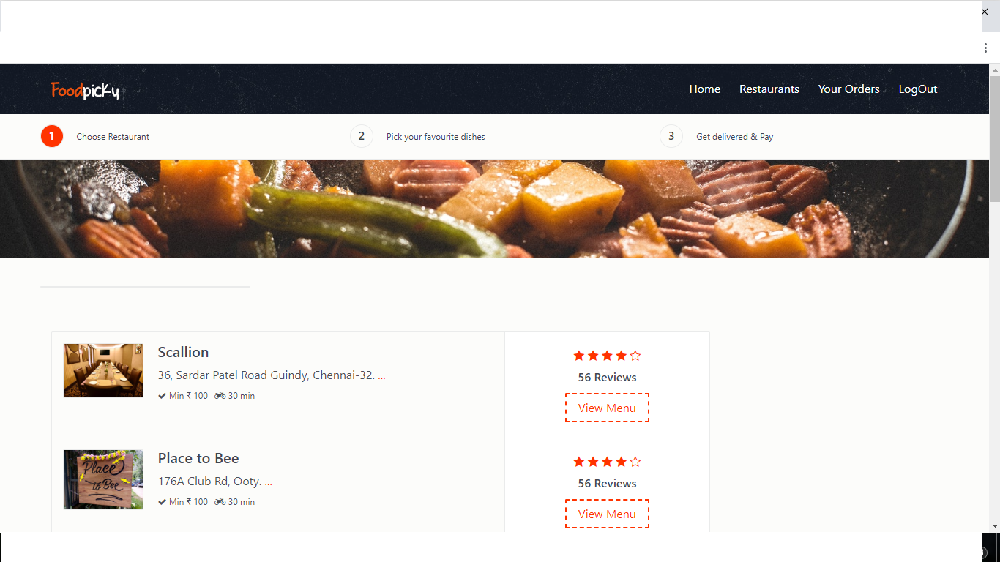 Foodpicky
Home Restaurants Your Orders LogOut
1 Choose Restaurant 2 Pick your favourite dishes 3 Get delivered & Pay
Scallion
36, Sardar Patel Road Guindy, Chennai-32. ...
Min ₹ 100 30 min
56 Reviews
View Menu
Place to Bee
Place to Bee
176A Club Rd, Ooty. ...
Min ₹ 100 30 min
56 Reviews
View Menu